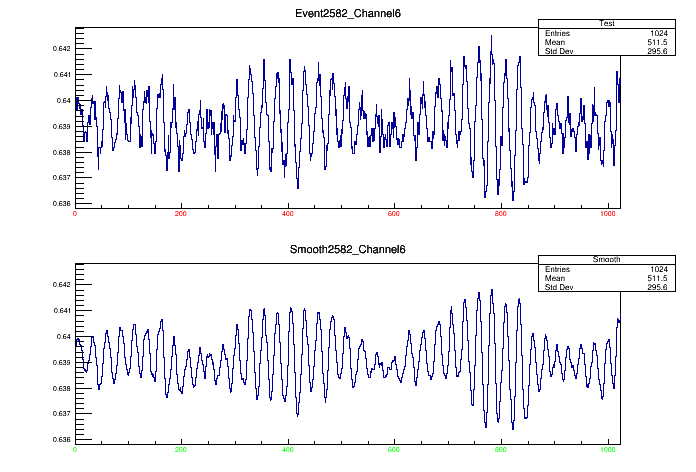 Event2582_Channel6
Test
Entries 1024
Mean 511.5
Std Dev 295.6
0.642
0.641
0.64
0.639
0.638
0.637
0.636
0 200 400 600 800 1000
Smooth2582_Channel6
Smooth
Entries 1024
Mean 511.5
Std Dev 295.6
0.642
0.641
0.64
0.639
0.638
0.637
0.636
0 200 400 600 800 1000